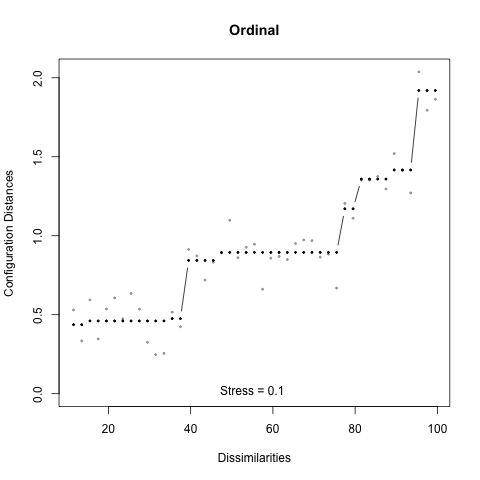 Ordinal
Configuration Distances
2.0
1.5
1.0
0.5
0.0
Stress = 0.1
20 40 60 80 100
Dissimilarities